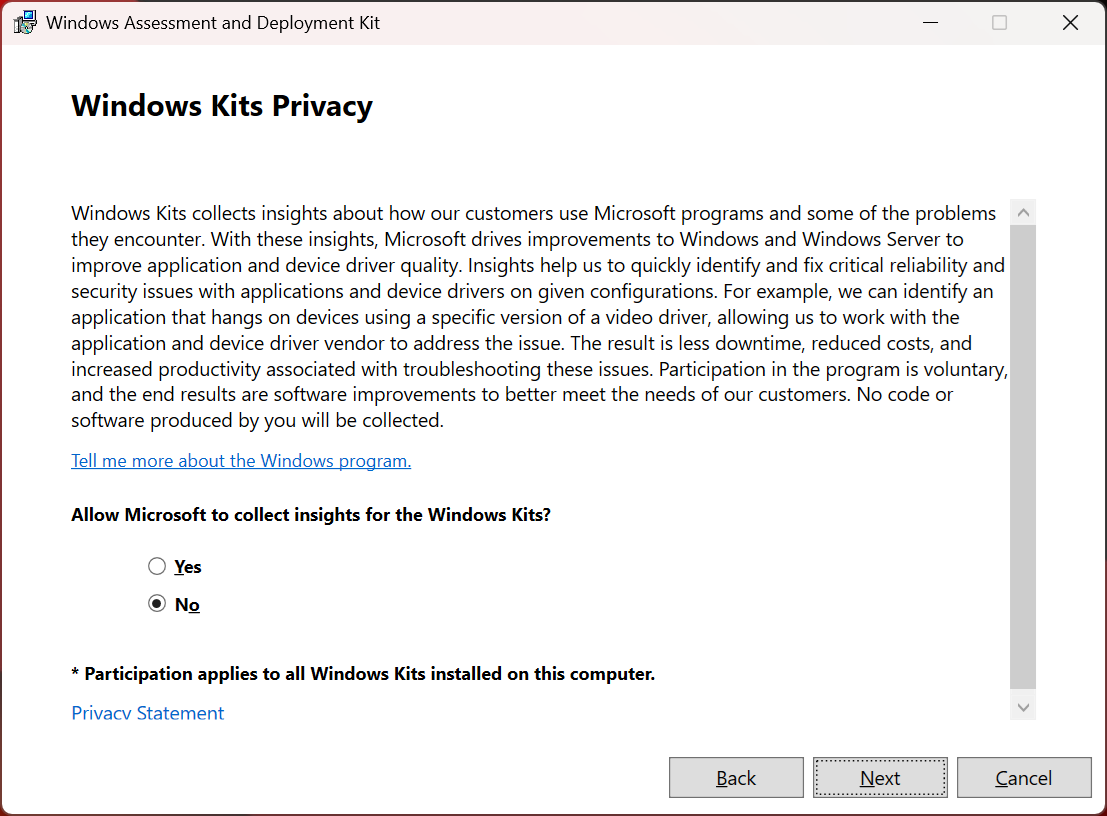 Windows Assessment and Deployment Kit
Windows Kits Privacy
Windows Kits collects insights about how our customers use Microsoft programs and some of the problems
they encounter. With these insights, Microsoft drives improvements to Windows and Windows Server to
improve application and device driver quality. Insights help us to quickly identify and fix critical reliability and
security issues with applications and device drivers on given configurations. For example, we can identify an
application that hangs on devices using a specific version of a video driver, allowing us to work with the
application and device driver vendor to address the issue. The result is less downtime, reduced costs, and
increased productivity associated with troubleshooting these issues. Participation in the program is voluntary,
and the end results are software improvements to better meet the needs of our customers. No code or
software produced by you will be collected.
Tell me more about the Windows program.
Allow Microsoft to collect insights for the Windows Kits?
Yes
No
* Participation applies to all Windows Kits installed on this computer.
Privacy Statement
Back Next Cancel